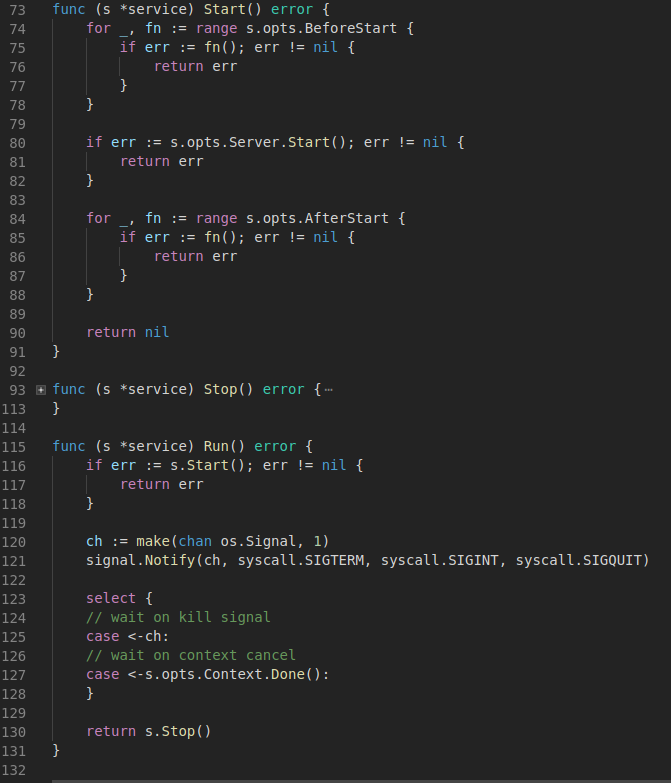 73 func (s *service) Start() error {
74     for _, fn := range s.opts.BeforeStart {
75         if err := fn(); err != nil {
76             return err
77         }
78     }
79
80     if err := s.opts.Server.Start(); err != nil {
81         return err
82     }
83
84     for _, fn := range s.opts.AfterStart {
85         if err := fn(); err != nil {
86             return err
87         }
88     }
89
90     return nil
91 }
92
93 func (s *service) Stop() error {⋯
113 }
114
115 func (s *service) Run() error {
116     if err := s.Start(); err != nil {
117         return err
118     }
119
120     ch := make(chan os.Signal, 1)
121     signal.Notify(ch, syscall.SIGTERM, syscall.SIGINT, syscall.SIGQUIT)
122
123     select {
124     // wait on kill signal
125     case <-ch:
126     // wait on context cancel
127     case <-s.opts.Context.Done():
128     }
129
130     return s.Stop()
131 }
132